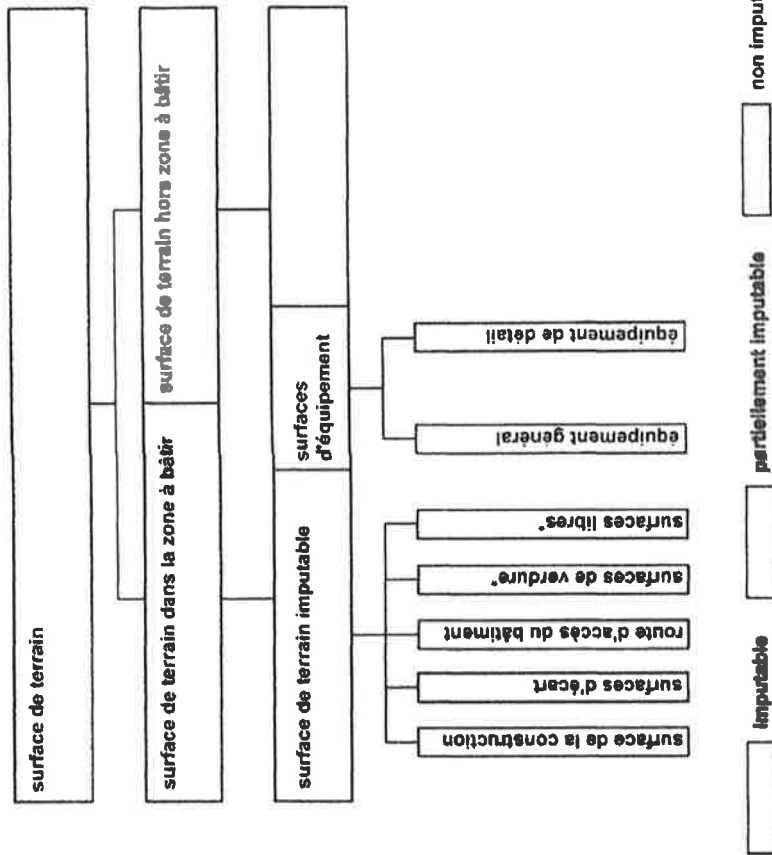 surface de terrain
surface de terrain dans la zone à bâtir
surface de terrain hors zone à bâtir
surface de terrain imputable
surfaces
d'équipement
surface de la construction
surfaces d'écart
route d'accès du bâtiment
surfaces de verdure*
surfaces libres*
équipement général
équipement de détail
imputable
partiellement imputable
non imput